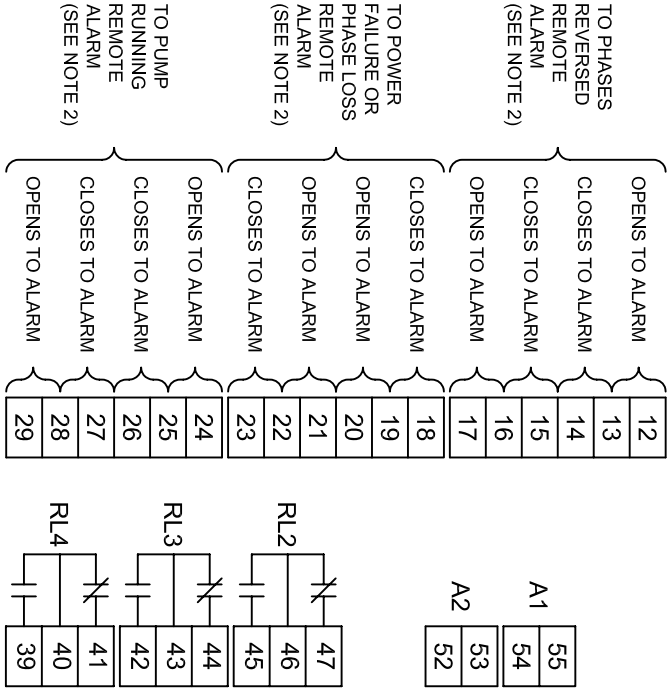 TO PHASES
REVERSED
REMOTE
ALARM
(SEE NOTE 2)
OPENS TO ALARM
CLOSES TO ALARM
CLOSES TO ALARM
OPENS TO ALARM
12
13
14
15
16
17
TO POWER
FAILURE OR
PHASE LOSS
REMOTE
ALARM
(SEE NOTE 2)
CLOSES TO ALARM
OPENS TO ALARM
OPENS TO ALARM
CLOSES TO ALARM
18
19
20
21
22
23
TO PUMP
RUNNING
REMOTE
ALARM
(SEE NOTE 2)
OPENS TO ALARM
CLOSES TO ALARM
CLOSES TO ALARM
OPENS TO ALARM
24
25
26
27
28
29
A1
55
54
A2
53
52
RL2
47
46
45
RL3
44
43
42
RL4
41
40
39